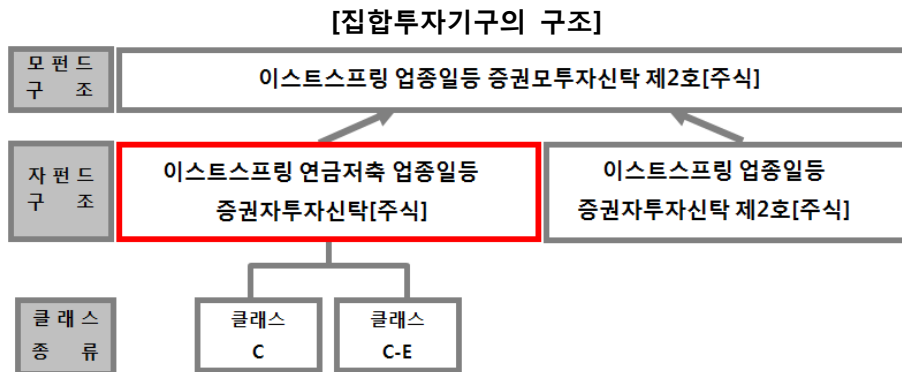 [집합투자기구의 구조]
모 펀 드
구 조
이스트스프링 업종일등 증권모투자신탁 제2호[주식]
자 펀 드
구 조
이스트스프링 연금저축 업종일등
증권자투자신탁[주식]
이스트스프링 업종일등
증권자투자신탁 제2호[주식]
클 래 스
종 류
클래스
C
클래스
C-E